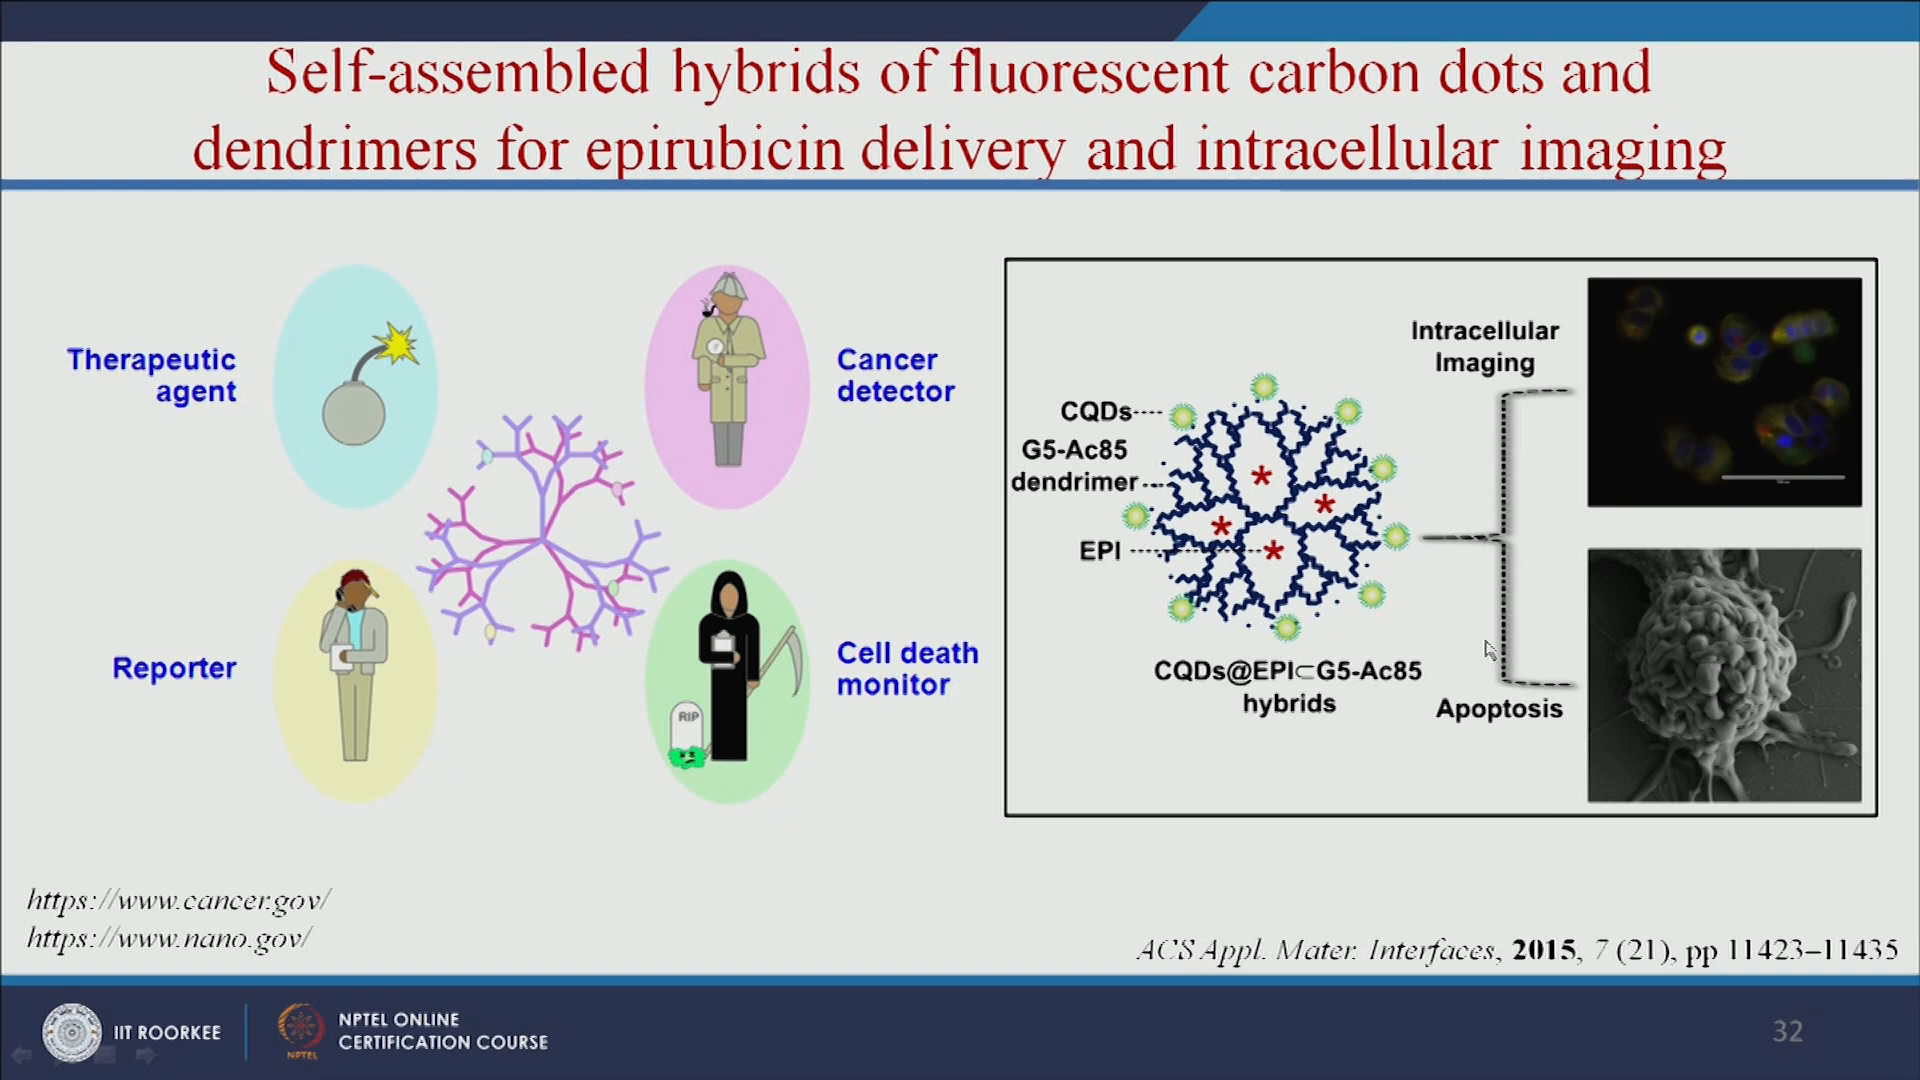 Self-assembled hybrids of fluorescent carbon dots and
dendrimers for epirubicin delivery and intracellular imaging
Therapeutic
agent
Cancer
detector
Reporter
Cell death
monitor
RIP
Intracellular
Imaging
CQDs
G5-Ac85
dendrimer
EPI
CQDs@EPI⊂G5-Ac85
hybrids
Apoptosis
https://www.cancer.gov/
https://www.nano.gov/
ACS Appl. Mater. Interfaces, 2015, 7 (21), pp 11423–11435
IIT ROORKEE
NPTEL
NPTEL ONLINE
CERTIFICATION COURSE
32